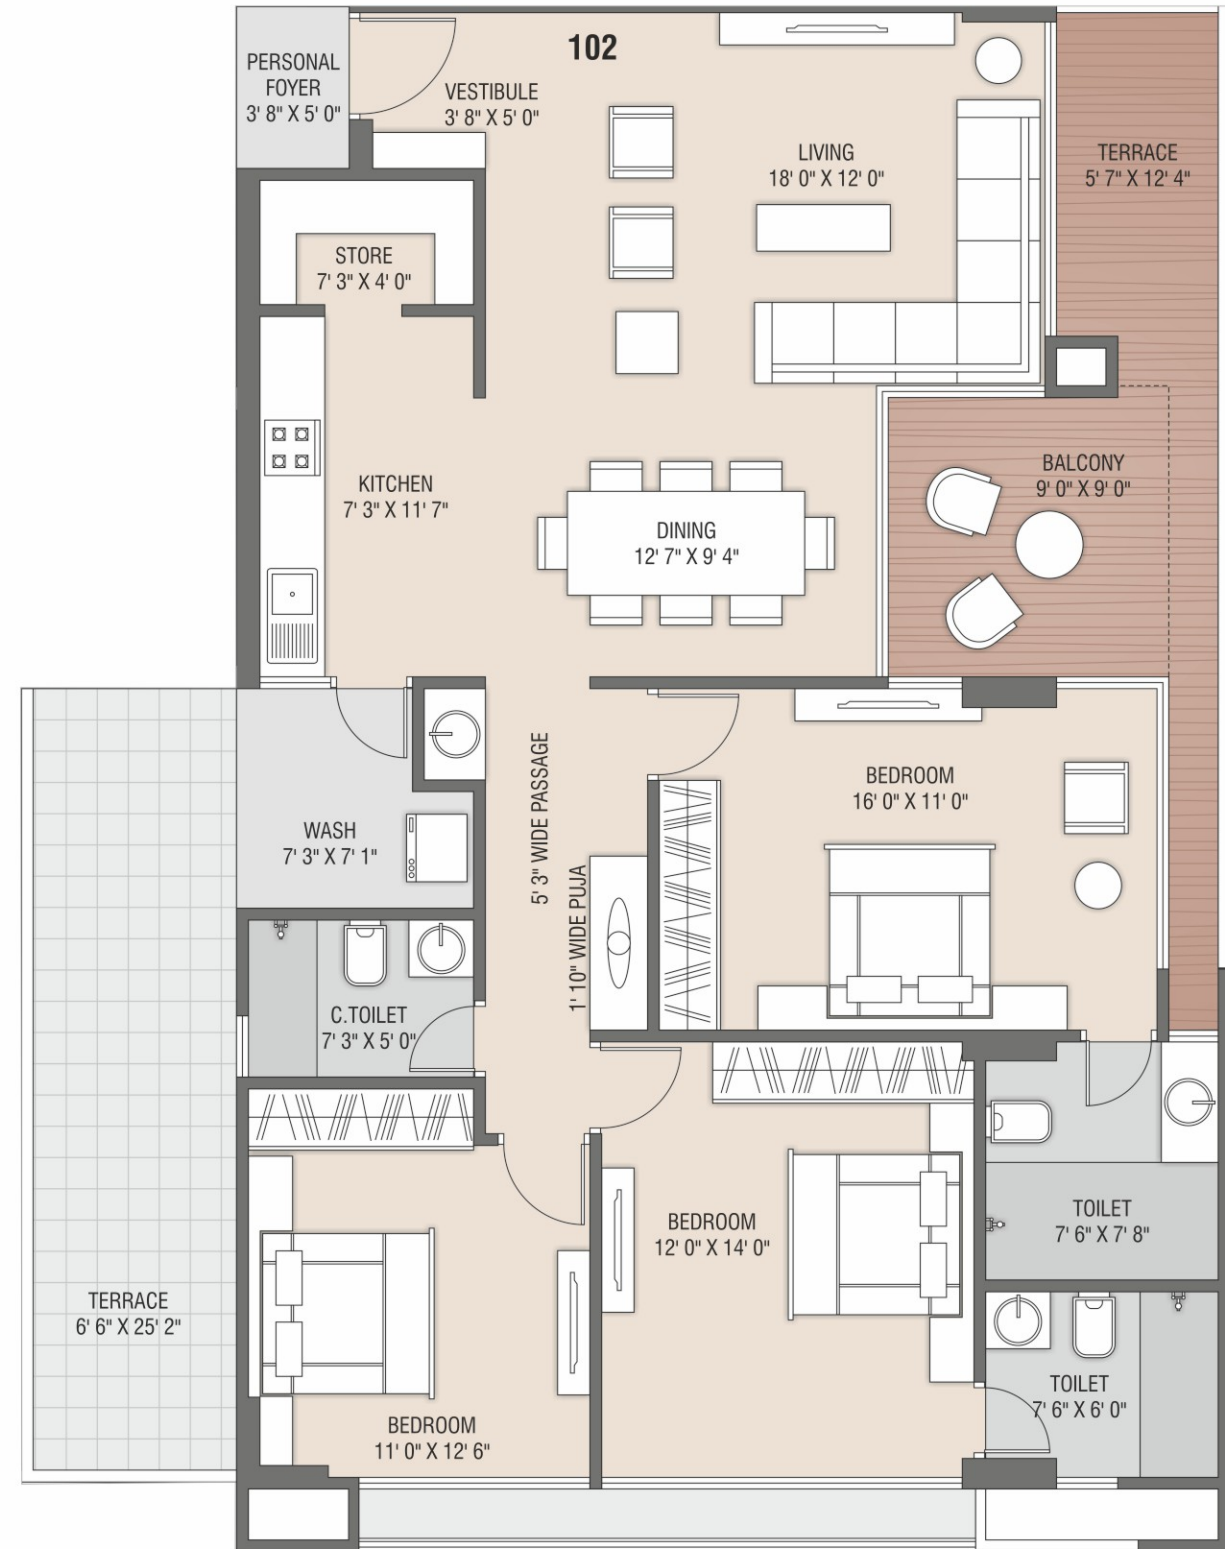 102
PERSONAL
FOYER
3' 8" X 5' 0"
VESTIBULE
3' 8" X 5' 0"
LIVING
18' 0" X 12' 0"
TERRACE
5' 7" X 12' 4"
STORE
7' 3" X 4' 0"
KITCHEN
7' 3" X 11' 7"
BALCONY
9' 0" X 9' 0"
DINING
12' 7" X 9' 4"
5' 3" WIDE PASSAGE
BEDROOM
16' 0" X 11' 0"
WASH
7' 3" X 7' 1"
1' 10" WIDE PUJA
C.TOILET
7' 3" X 5' 0"
BEDROOM
12' 0" X 14' 0"
TOILET
7' 6" X 7' 8"
TERRACE
6' 6" X 25' 2"
TOILET
7' 6" X 6' 0"
BEDROOM
11' 0" X 12' 6"